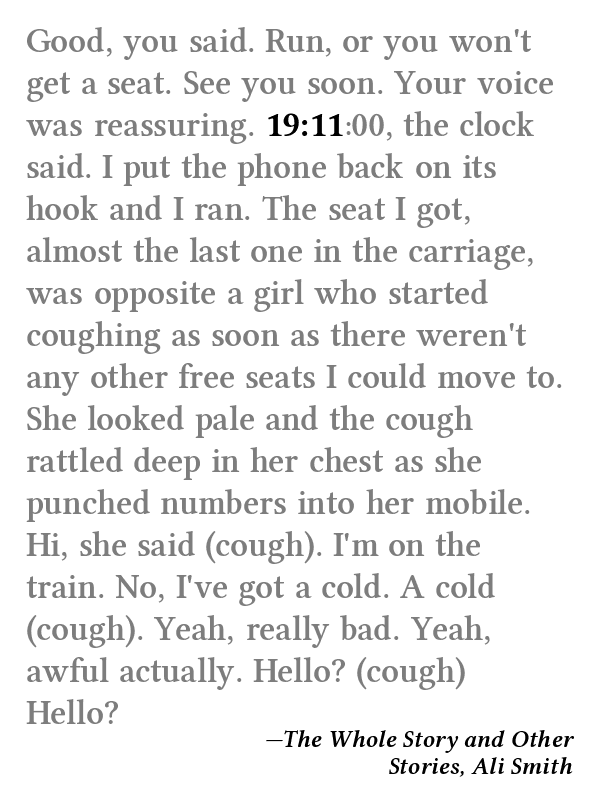 Good, you said. Run, or you won't
get a seat. See you soon. Your voice
was reassuring. 19:11:00, the clock
said. I put the phone back on its
hook and I ran. The seat I got,
almost the last one in the carriage,
was opposite a girl who started
coughing as soon as there weren't
any other free seats I could move to.
She looked pale and the cough
rattled deep in her chest as she
punched numbers into her mobile.
Hi, she said (cough). I'm on the
train. No, I've got a cold. A cold
(cough). Yeah, really bad. Yeah,
awful actually. Hello? (cough)
Hello?
—The Whole Story and Other
Stories, Ali Smith